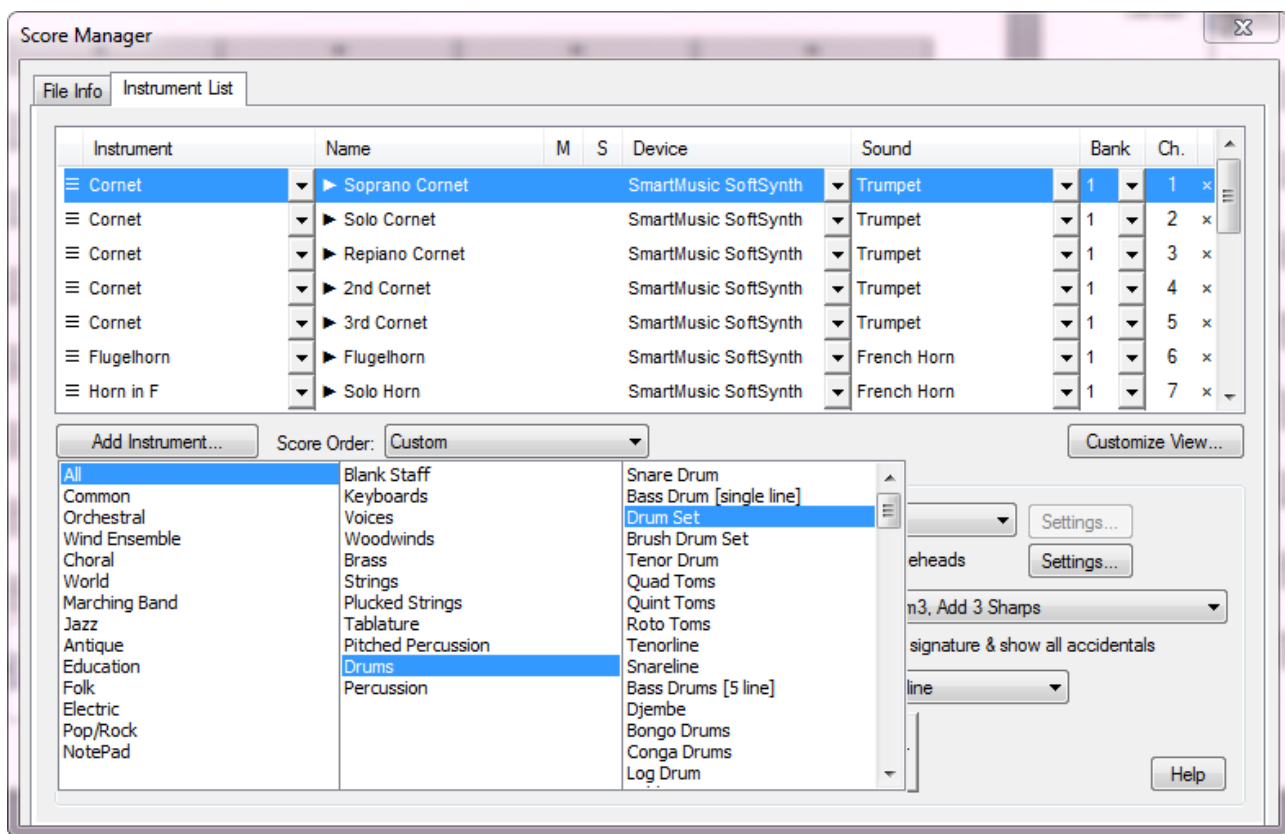 Score Manager
File Info Instrument List
Instrument Name M S Device Sound Bank Ch.
Cornet Soprano Cornet SmartMusic SoftSynth Trumpet 1 1 ×
Cornet Solo Cornet SmartMusic SoftSynth Trumpet 1 2 ×
Cornet Repiano Cornet SmartMusic SoftSynth Trumpet 1 3 ×
Cornet 2nd Cornet SmartMusic SoftSynth Trumpet 1 4 ×
Cornet 3rd Cornet SmartMusic SoftSynth Trumpet 1 5 ×
Flugelhorn Flugelhorn SmartMusic SoftSynth French Horn 1 6 ×
Horn in F Solo Horn SmartMusic SoftSynth French Horn 1 7 ×
Add Instrument... Score Order: Custom Customize View...
All Blank Staff Snare Drum
Common Keyboards Bass Drum [single line]
Orchestral Voices Drum Set Settings...
Wind Ensemble Woodwinds Brush Drum Set
Choral Brass Tenor Drum eheads Settings...
World Strings Quad Toms
Marching Band Plucked Strings Quint Toms m3, Add 3 Sharps
Jazz Tablature Roto Toms
Antique Pitched Percussion Tenorline signature & show all accidentals
Education Drums Snareline
Folk Percussion Bass Drums [5 line] line
Electric Djembe
Pop/Rock Bongo Drums
NotePad Conga Drums
Log Drum Help